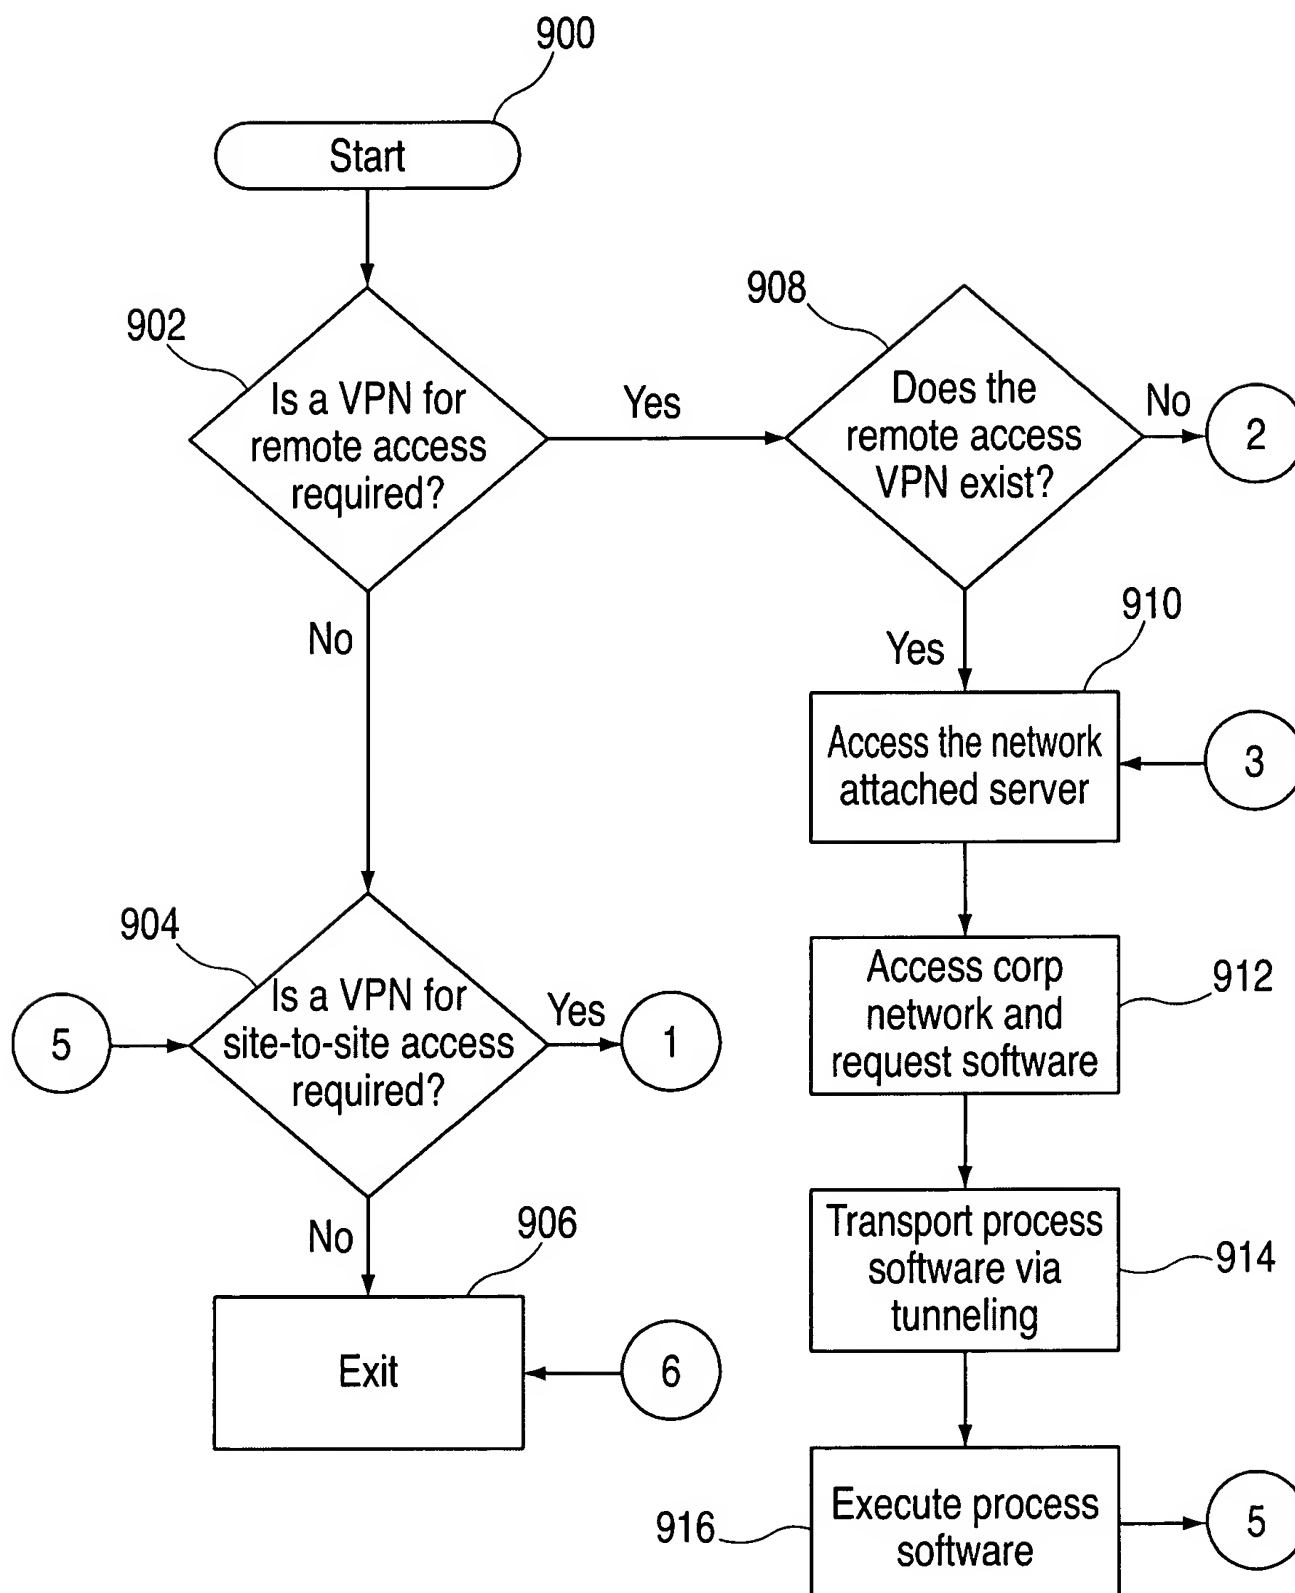 900
Start
902
Is a VPN for
remote access
required?
Yes
908
Does the
remote access
VPN exist?
No
2
No
Yes
910
Access the network
attached server
3
904
Is a VPN for
site-to-site access
required?
5
Yes
1
912
Access corp
network and
request software
No
906
Exit
6
Transport process
software via
tunneling
914
916
Execute process
software
5